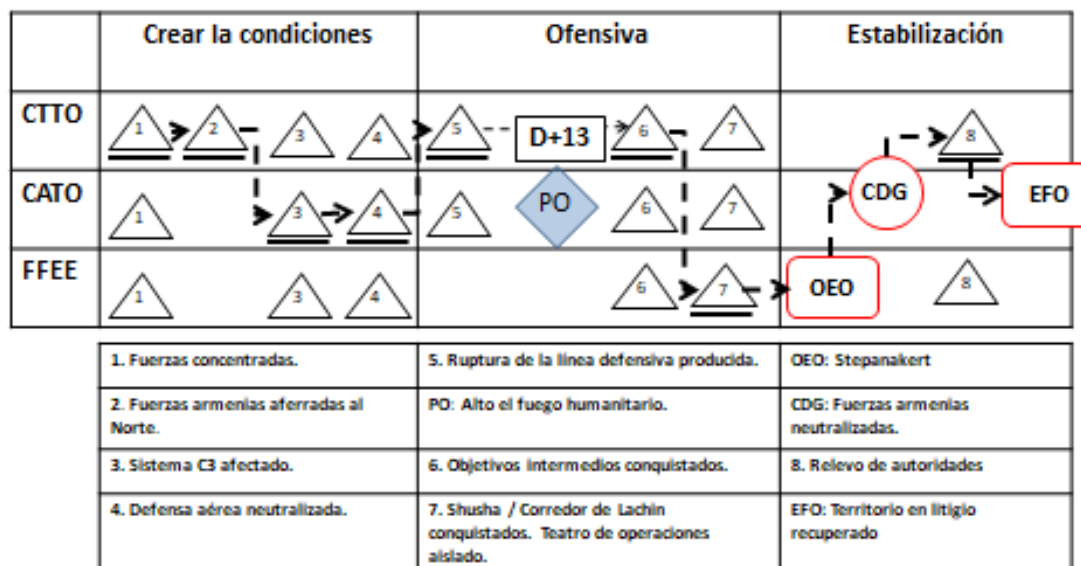 Crear la condiciones
Ofensiva
Estabilización
CTTO
1
2
3
4
5
D+13
6
7
8
CATO
1
3
4
5
PO
6
7
CDG
EFO
FFEE
1
3
4
6
7
OEO
8
1. Fuerzas concentradas.
5. Ruptura de la línea defensiva producida.
OEO: Stepanakert
2. Fuerzas armenias aferradas al
Norte.
PO: Alto el fuego humanitario.
CDG: Fuerzas armenias
neutralizadas.
3. Sistema C3 afectado.
6. Objetivos intermedios conquistados.
8. Relevo de autoridades
4. Defensa aérea neutralizada.
7. Shusha / Corredor de Lachin
conquistados. Teatro de operaciones
aislado.
EFO: Territorio en litigio
recuperado